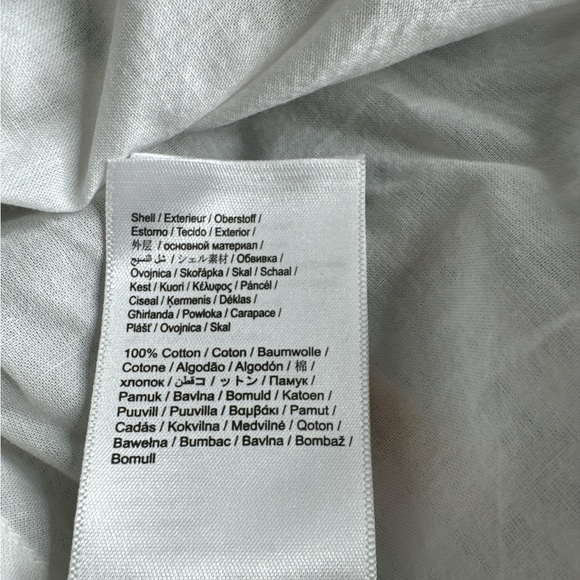 Shell / Exterieur / Oberstoff /
Estorno / Tecido / Exterior /
外层 / основной материал /
شل النسيج / シェル素材 / Обвивка /
Ovojnica / Skořápka / Skal / Schaal /
Kest / Kuori / Κέλυφος / Páncél /
Ciseal / Ķermenis / Dėklas /
Għirlanda / Powłoka / Carapace /
Plášť / Ovojnica / Skal
100% Cotton / Coton / Baumwolle /
Cotone / Algodão / Algodón / 棉 /
хлопок / قطن コ / ットン / Памук /
Pamuk / Bavlna / Bomuld / Katoen /
Puuvill / Puuvilla / Βαμβάκι / Pamut /
Cadás / Kokvilna / Medvilnė / Qoton /
Bawełna / Bumbac / Bavlna / Bombaž /
Bomull